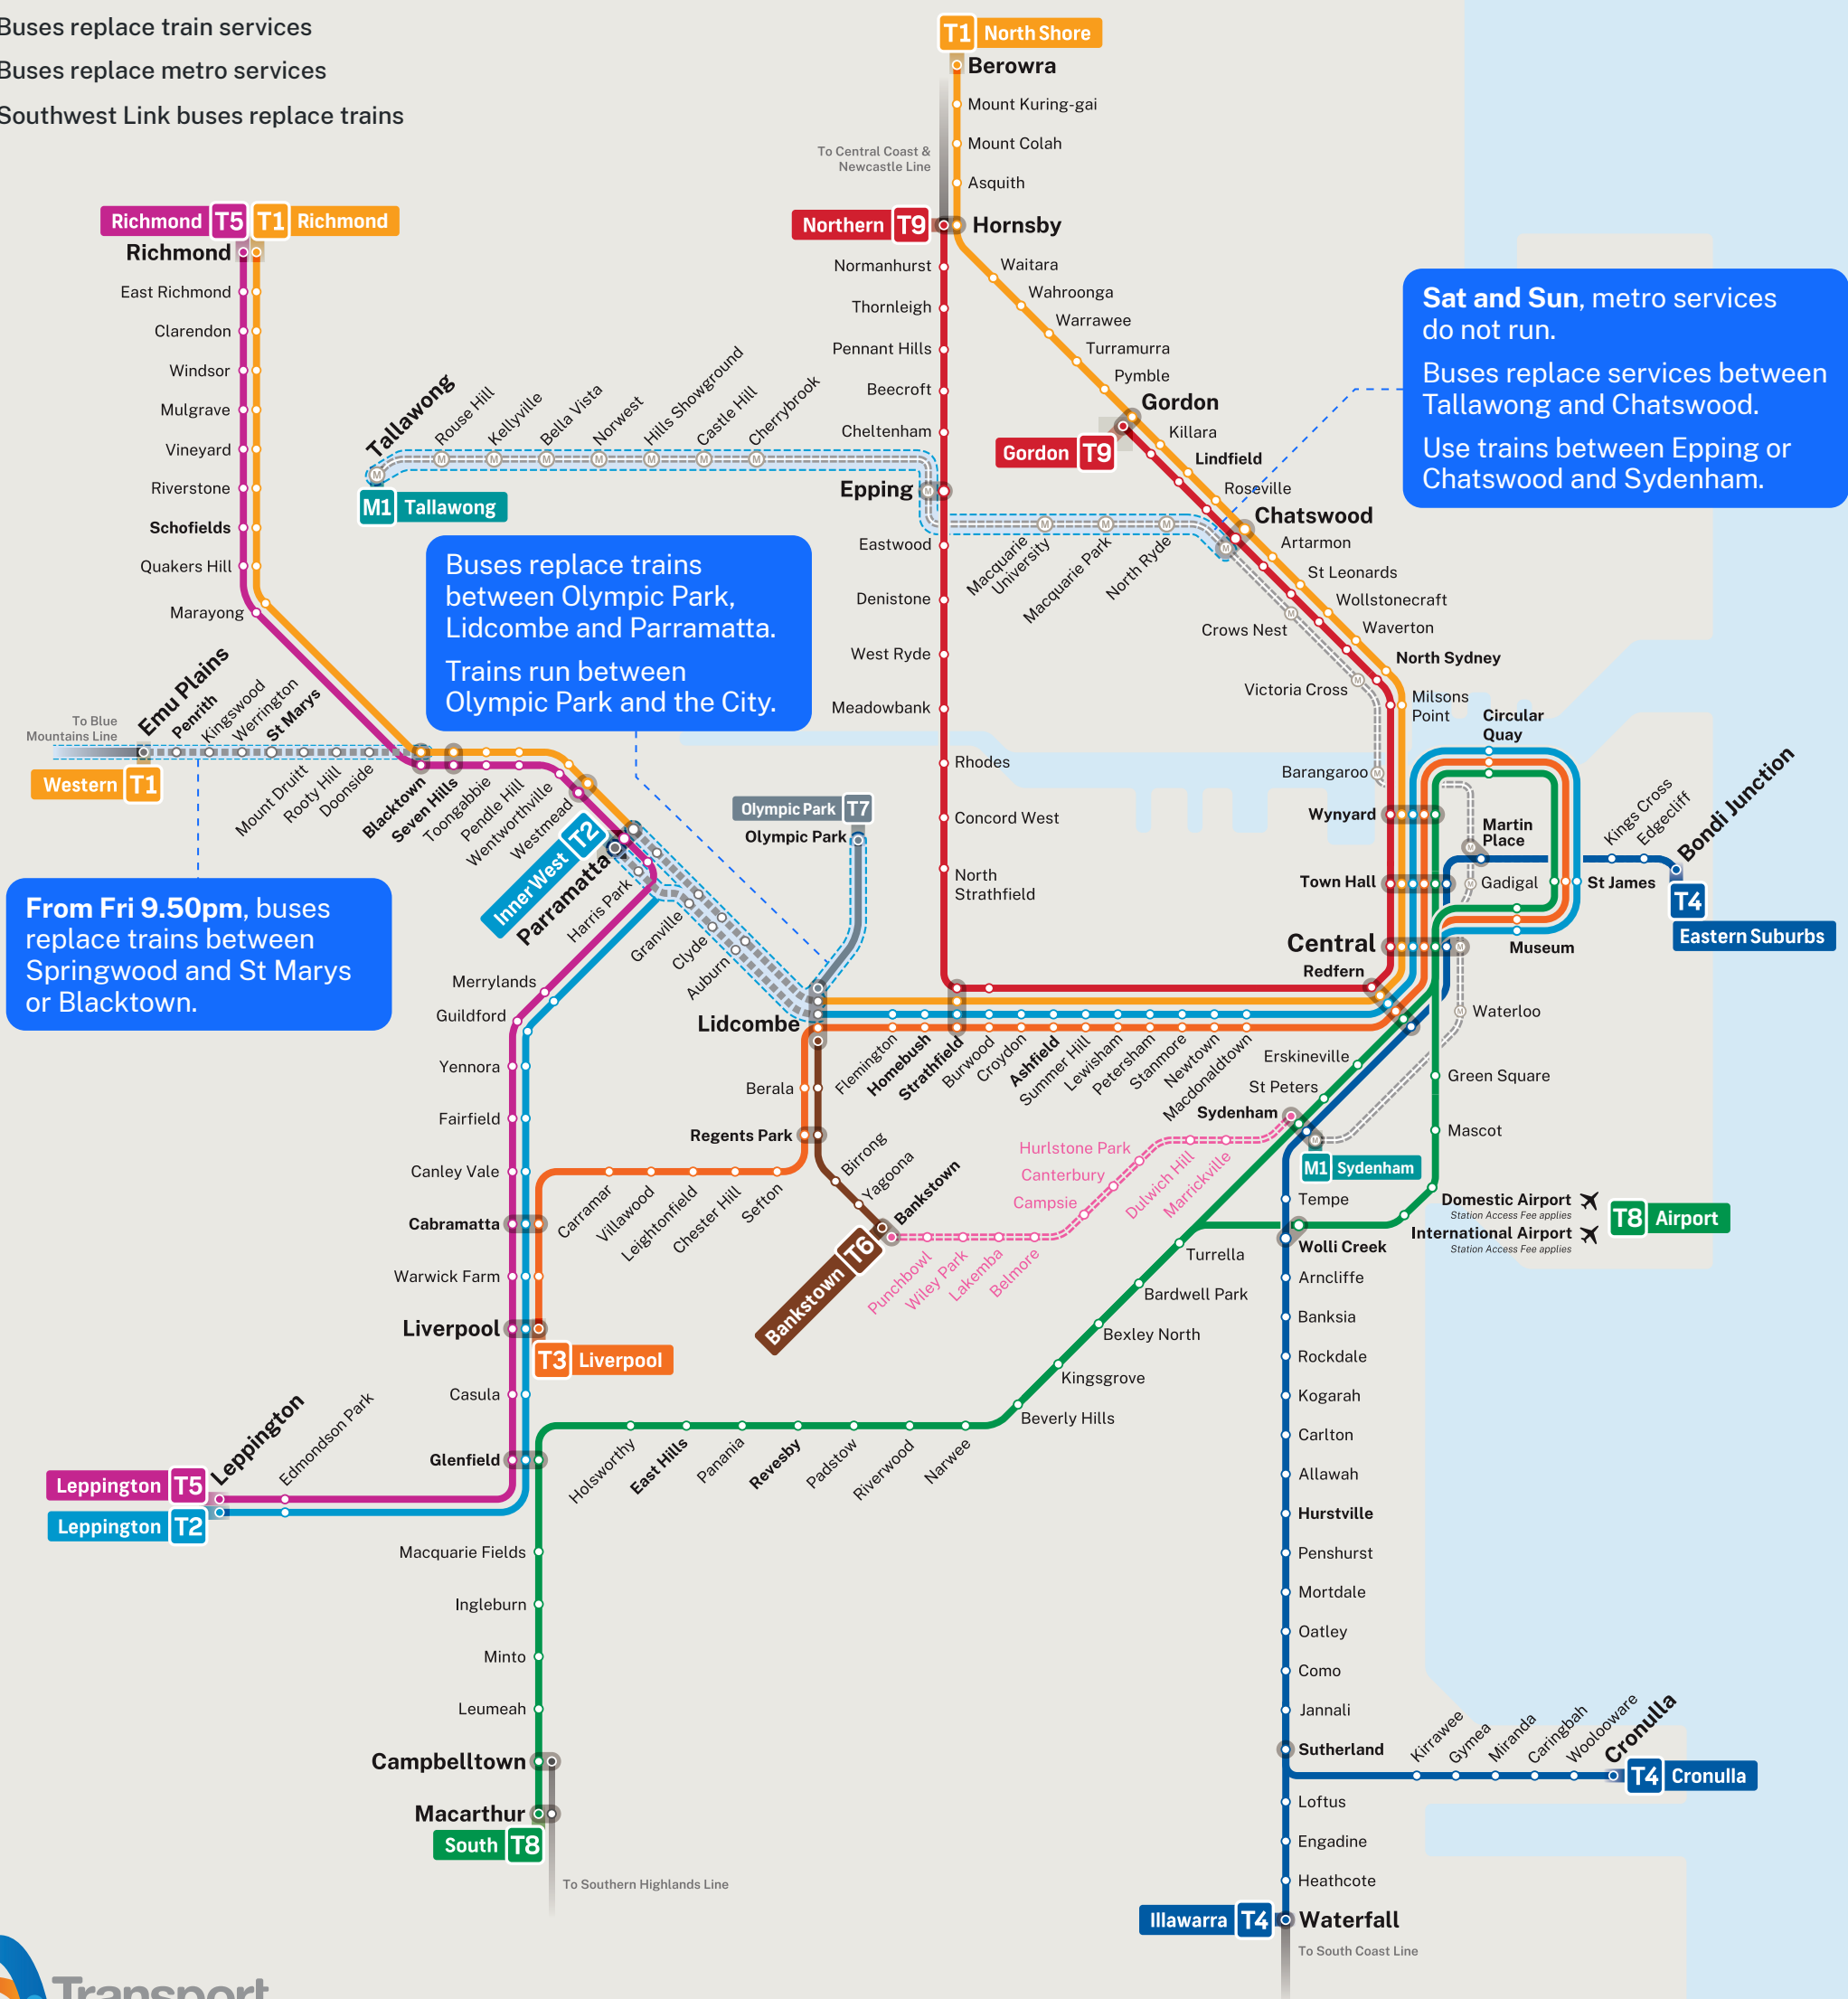 Buses replace train services
Buses replace metro services
Southwest Link buses replace trains
T1 North Shore
Berowra
Mount Kuring-gai
Mount Colah
Asquith
To Central Coast &
Newcastle Line
Northern T9
Hornsby
Richmond T5
T1 Richmond
Richmond
East Richmond
Clarendon
Windsor
Mulgrave
Vineyard
Riverstone
Schofields
Quakers Hill
Marayong
Normanhurst
Thornleigh
Pennant Hills
Beecroft
Cheltenham
Epping
Eastwood
Denistone
West Ryde
Meadowbank
Rhodes
Concord West
North
Strathfield
Waitara
Wahroonga
Warrawee
Turramurra
Pymble
Gordon
Gordon T9
Killara
Lindfield
Roseville
Chatswood
Artarmon
St Leonards
Wollstonecraft
Waverton
North Sydney
Milsons
Point
Sat and Sun, metro services
do not run.
Buses replace services between
Tallawong and Chatswood.
Use trains between Epping or
Chatswood and Sydenham.
Tallawong
M1 Tallawong
Rouse Hill
Kellyville
Bella Vista
Norwest
Hills Showground
Castle Hill
Cherrybrook
M
M
M
M
M
M
M
M
M
M
M
M
M
Macquarie
University
Macquarie Park
North Ryde
Crows Nest
M
Victoria Cross
M
Barangaroo
M
Buses replace trains
between Olympic Park,
Lidcombe and Parramatta.
Trains run between
Olympic Park and the City.
To Blue
Mountains Line
Emu Plains
Western T1
Penrith
Kingswood
Werrington
St Marys
Mount Druitt
Rooty Hill
Doonside
Blacktown
Seven Hills
Toongabbie
Pendle Hill
Wentworthville
Westmead
Inner West T2
Parramatta
Harris Park
Granville
Clyde
Auburn
From Fri 9.50pm, buses
replace trains between
Springwood and St Marys
or Blacktown.
Olympic Park T7
Olympic Park
Circular
Quay
Wynyard
Martin
Place
M
Town Hall
M
Gadigal
St James
Kings Cross
Edgecliff
Bondi Junction
T4
Eastern Suburbs
Museum
Central
M
Redfern
Waterloo
M
Lidcombe
Flemington
Homebush
Strathfield
Burwood
Croydon
Ashfield
Summer Hill
Lewisham
Petersham
Stanmore
Newtown
Macdonaldtown
Erskineville
St Peters
Sydenham
M
M1 Sydenham
Green Square
Mascot
Domestic Airport
Station Access Fee applies
International Airport
Station Access Fee applies
T8 Airport
Tempe
Wolli Creek
Merrylands
Guildford
Yennora
Fairfield
Canley Vale
Cabramatta
Warwick Farm
Liverpool
T3 Liverpool
Casula
Glenfield
Berala
Regents Park
Carramar
Villawood
Leightonfield
Chester Hill
Sefton
Birrong
Yagoona
Bankstown
Bankstown T6
Punchbowl
Wiley Park
Lakemba
Belmore
Campsie
Canterbury
Hurlstone Park
Dulwich Hill
Marrickville
Leppington
Edmondson Park
Leppington T5
Leppington T2
Turrella
Bardwell Park
Bexley North
Kingsgrove
Beverly Hills
Narwee
Riverwood
Padstow
Revesby
Panania
East Hills
Holsworthy
Macquarie Fields
Ingleburn
Minto
Leumeah
Campbelltown
Macarthur
South T8
To Southern Highlands Line
Arncliffe
Banksia
Rockdale
Kogarah
Carlton
Allawah
Hurstville
Penshurst
Mortdale
Oatley
Como
Jannali
Sutherland
Kirrawee
Gymea
Miranda
Caringbah
Woolooware
Cronulla
T4 Cronulla
Loftus
Engadine
Heathcote
Illawarra T4
Waterfall
To South Coast Line
Transport